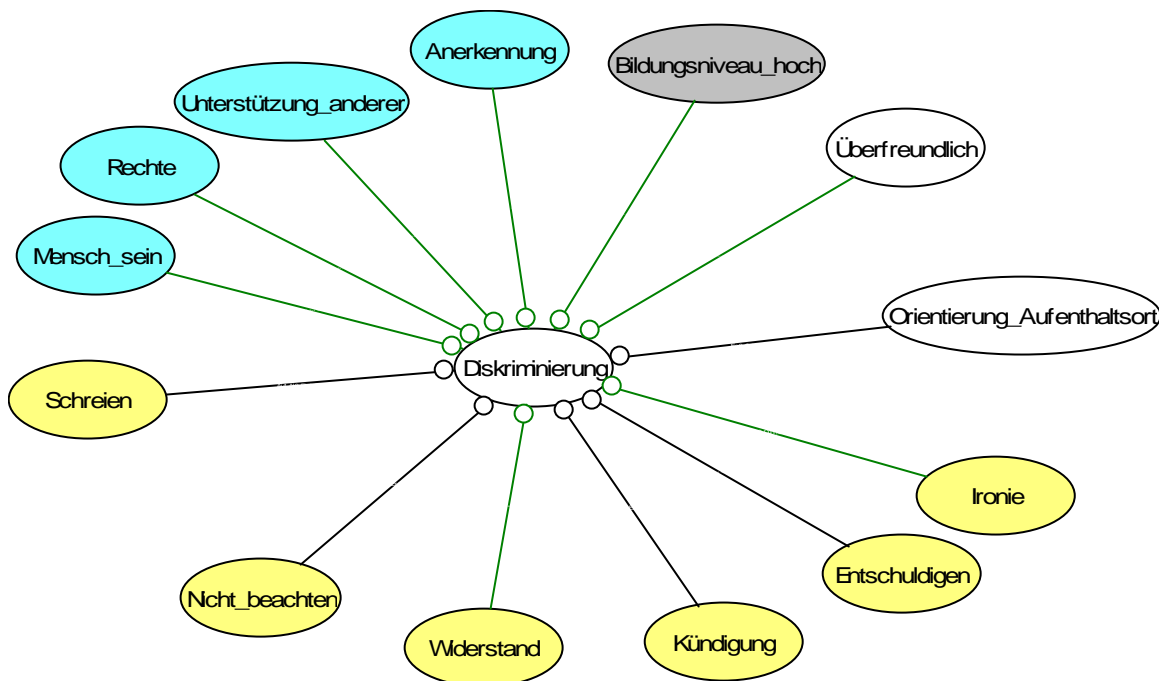 Anerkennung
Bildungsniveau_hoch
Unterstützung_anderer
Überfreundlich
Rechte
Mensch_sein
Orientierung_Aufenthaltsort
Diskriminierung
Schreien
Ironie
Entschuldigen
Nicht_beachten
Widerstand
Kündigung